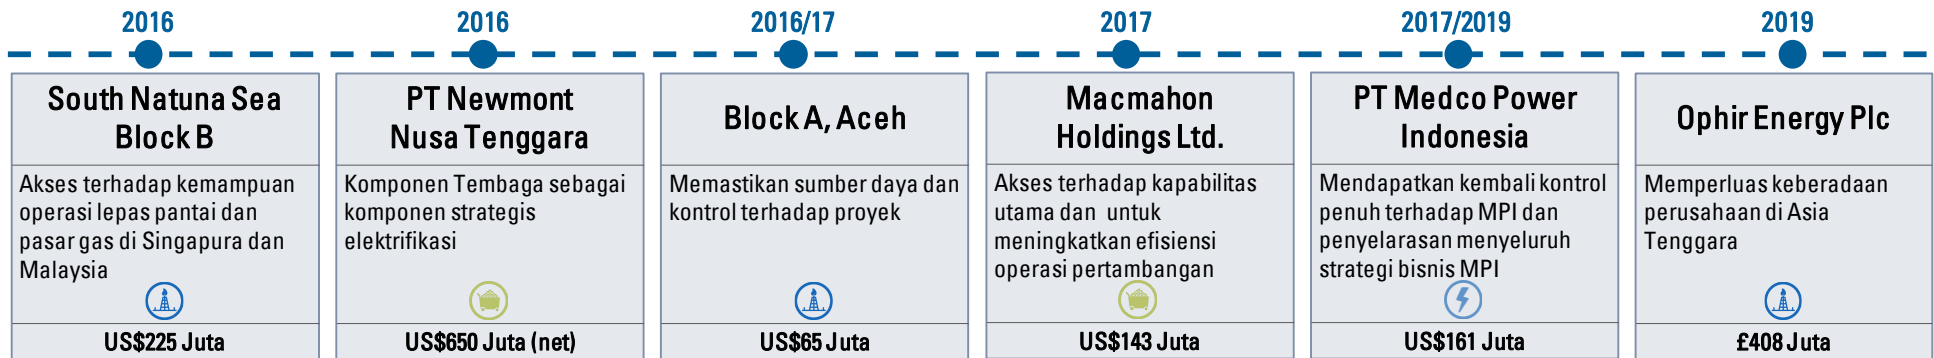 2016
2016
2016/17
2017
2017/2019
2019
South Natuna Sea
Block B
Akses terhadap kemampuan
operasi lepas pantai dan
pasar gas di Singapura dan
Malaysia
US$225 Juta
PT Newmont
Nusa Tenggara
Komponen Tembaga sebagai
komponen strategis
elektrifikasi
US$650 Juta (net)
Block A, Aceh
Memastikan sumber daya dan
kontrol terhadap proyek
US$65 Juta
Macmahon
Holdings Ltd.
Akses terhadap kapabilitas
utama dan untuk
meningkatkan efisiensi
operasi pertambangan
US$143 Juta
PT Medco Power
Indonesia
Mendapatkan kembali kontrol
penuh terhadap MPI dan
penyelarasan menyeluruh
strategi bisnis MPI
US$161 Juta
Ophir Energy Plc
Memperluas keberadaan
perusahaan di Asia
Tenggara
£408 Juta